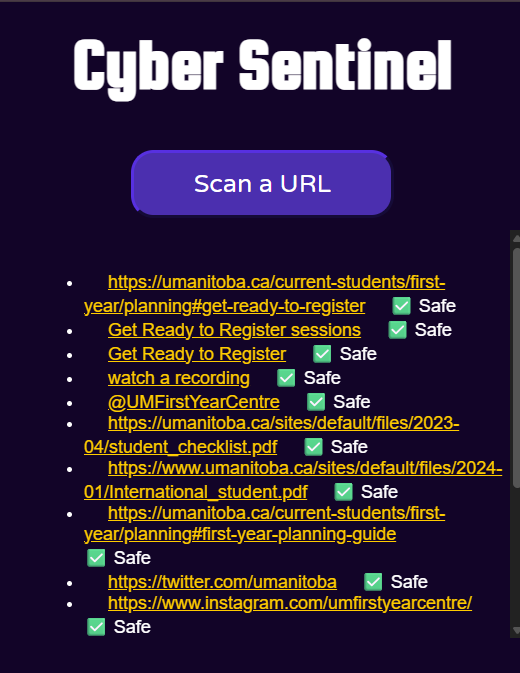 Cyber Sentinel
Scan a URL
https://umanitoba.ca/current-students/first-
year/planning#get-ready-to-register ✅ Safe
Get Ready to Register sessions ✅ Safe
Get Ready to Register ✅ Safe
watch a recording ✅ Safe
@UMFirstYearCentre ✅ Safe
https://umanitoba.ca/sites/default/files/2023-
04/student_checklist.pdf ✅ Safe
https://www.umanitoba.ca/sites/default/files/2024-
01/International_student.pdf ✅ Safe
https://umanitoba.ca/current-students/first-
year/planning#first-year-planning-guide
✅ Safe
https://twitter.com/umanitoba ✅ Safe
https://www.instagram.com/umfirstyearcentre/
✅ Safe